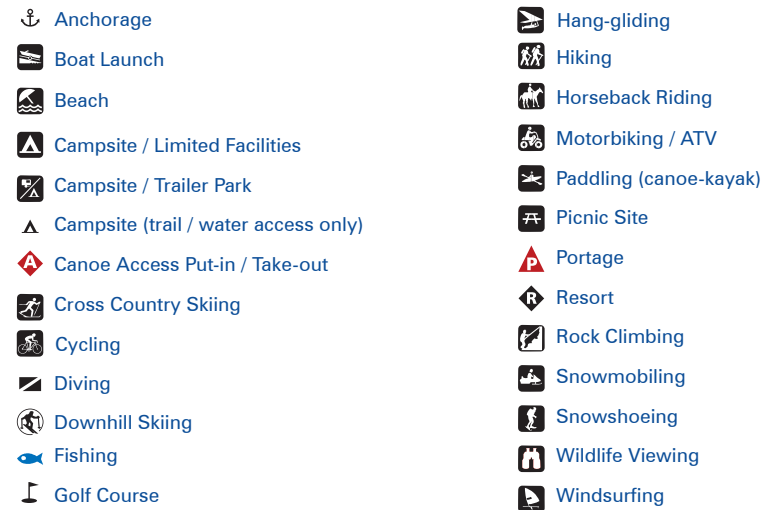 Anchorage
Boat Launch
Beach
Campsite / Limited Facilities
Campsite / Trailer Park
Campsite (trail / water access only)
A Canoe Access Put-in / Take-out
Cross Country Skiing
Cycling
Diving
Downhill Skiing
Fishing
Golf Course
Hang-gliding
Hiking
Horseback Riding
Motorbiking / ATV
Paddling (canoe-kayak)
Picnic Site
P Portage
R Resort
Rock Climbing
Snowmobiling
Snowshoeing
Wildlife Viewing
Windsurfing